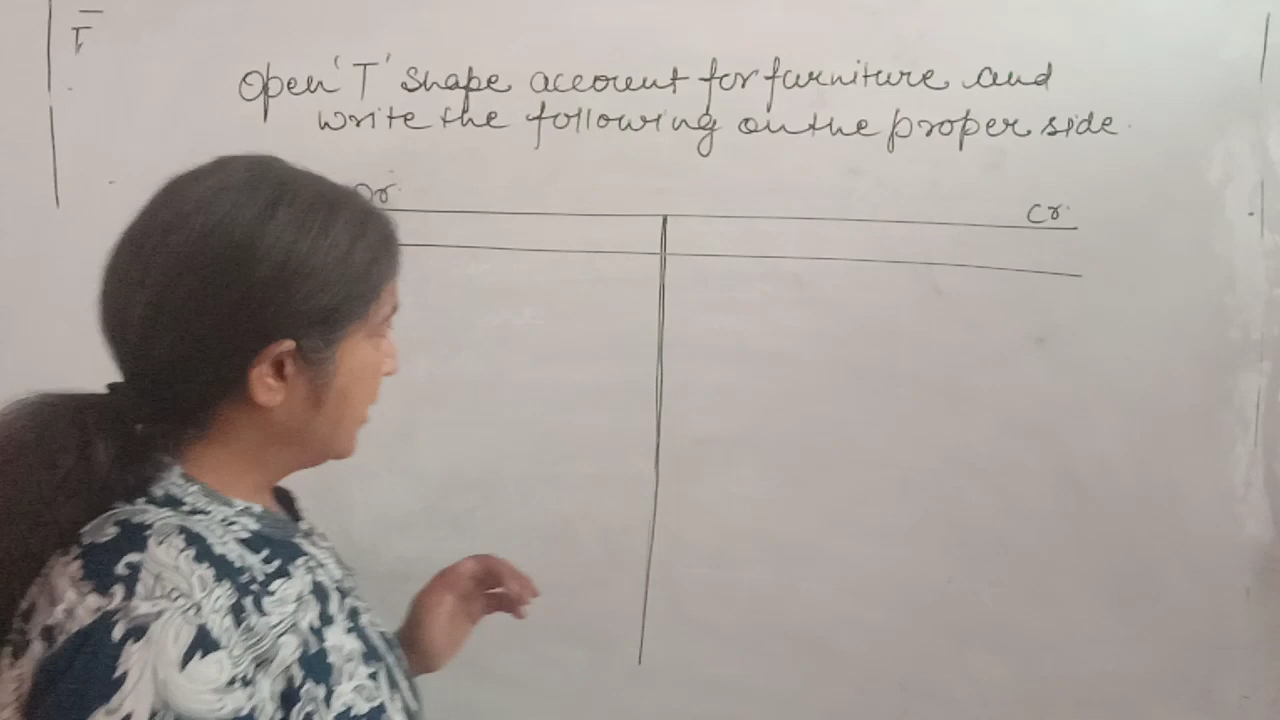 Open 'T' shape account for furniture and
write the following on the proper side.
Dr.
Cr.